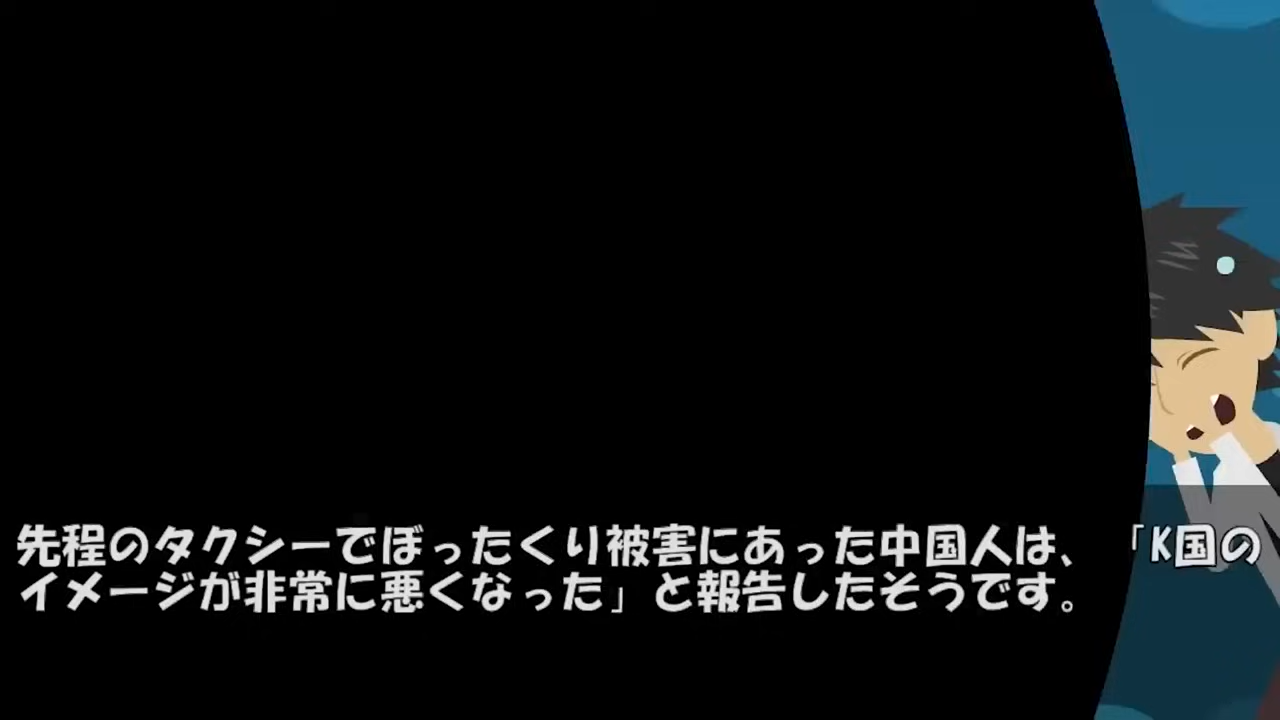 先程のタクシーでぼったくり被害にあった中国人は、「K国の
イメージが非常に悪くなった」と報告したそうです。